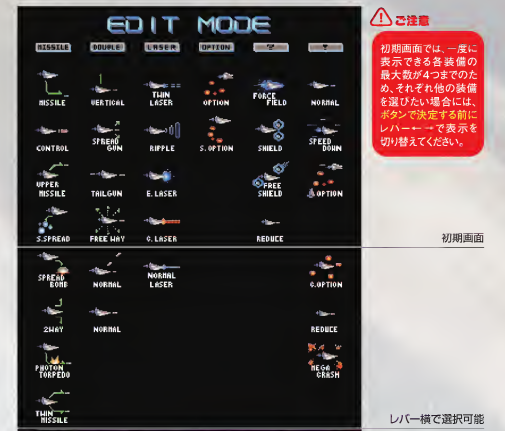 EDIT MODE
MISSILE DOUBLE LASER OPTION ? !
MISSILE VERTICAL TWIN LASER OPTION FORCE FIELD NORMAL
CONTROL SPREAD GUN RIPPLE S.OPTION SHIELD SPEED DOWN
UPPER MISSILE TAILGUN E.LASER FREE SHIELD OPTION
S.SPREAD FREE WAY C.LASER REDUCE
SPREAD BOMB NORMAL NORMAL LASER G.OPTION
2WAY NORMAL REDUCE
PHOTON TORPEDO MEGA CRASH
TWIN MISSILE
ご注意
初期画面では、一度に
表示できる各装備の
最大数が4つまでのた
め、それぞれ他の装備
を選びたい場合には、
ボタンで決定する前に
レバー←→で表示を
切り替えてください。
初期画面
レバー横で選択可能